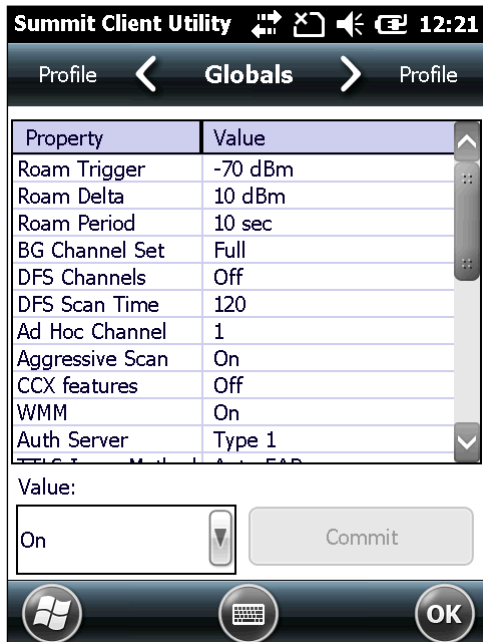 Summit Client Utility 12:21
Profile Globals Profile
Property Value
Roam Trigger -70 dBm
Roam Delta 10 dBm
Roam Period 10 sec
BG Channel Set Full
DFS Channels Off
DFS Scan Time 120
Ad Hoc Channel 1
Aggressive Scan On
CCX features Off
WMM On
Auth Server Type 1
Value:
On Commit
OK